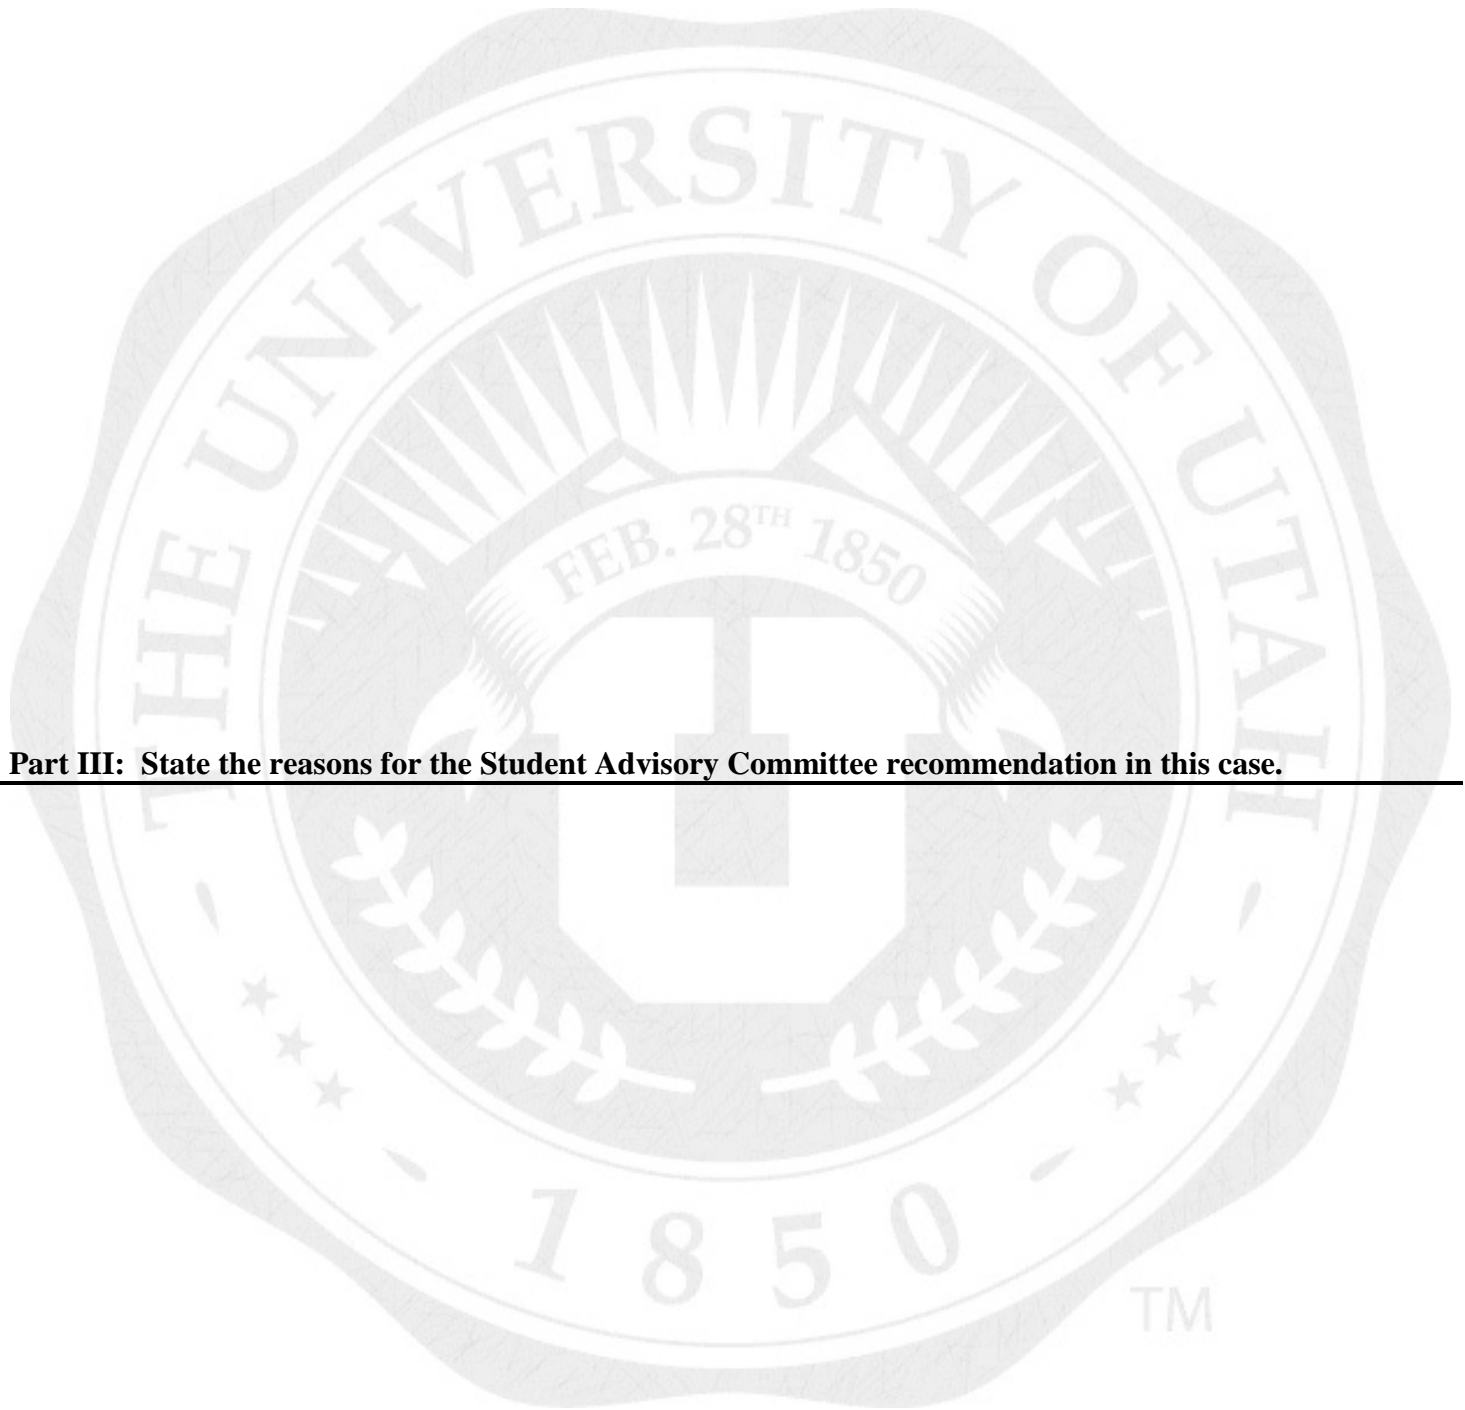 THE UNIVERSITY OF UTAH
FEB. 28TH 1850
Part III: State the reasons for the Student Advisory Committee recommendation in this case.
1850
TM